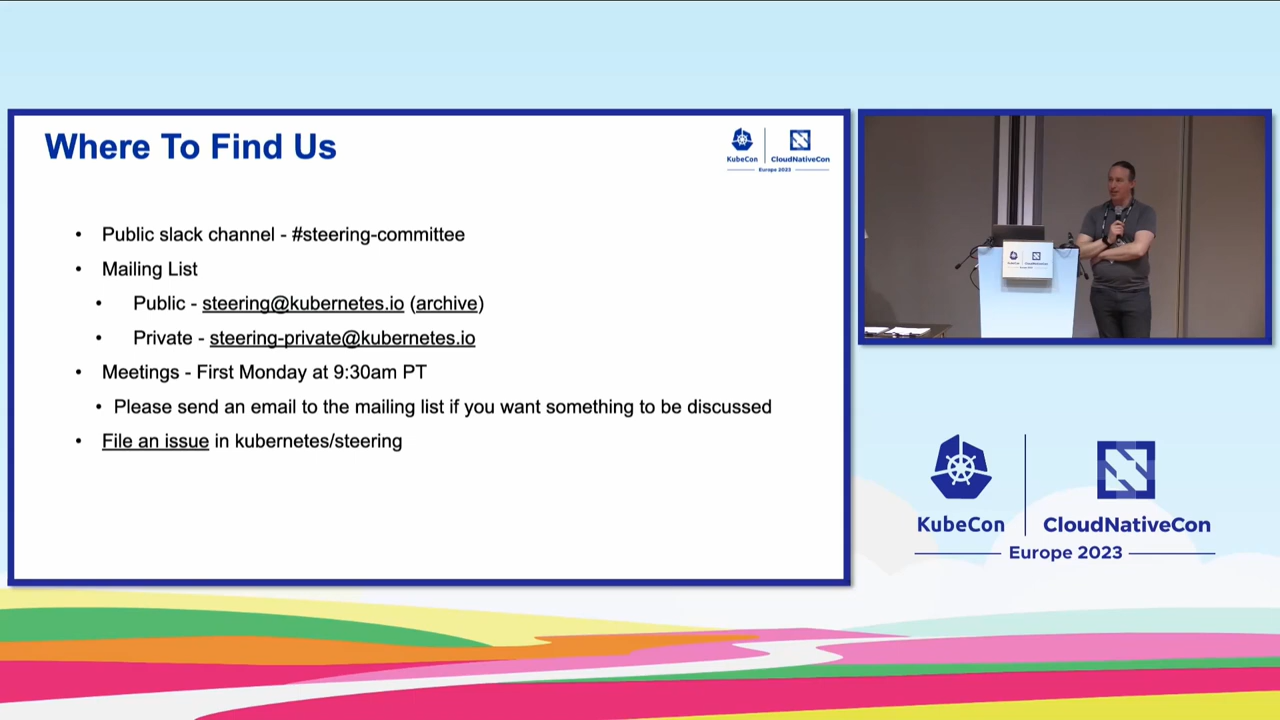 Where To Find Us
KubeCon
CloudNativeCon
Europe 2023
• Public slack channel - #steering-committee
• Mailing List
• Public - steering@kubernetes.io (archive)
• Private - steering-private@kubernetes.io
• Meetings - First Monday at 9:30am PT
• Please send an email to the mailing list if you want something to be discussed
• File an issue in kubernetes/steering
KubeCon
CloudNativeCon
Europe 2023